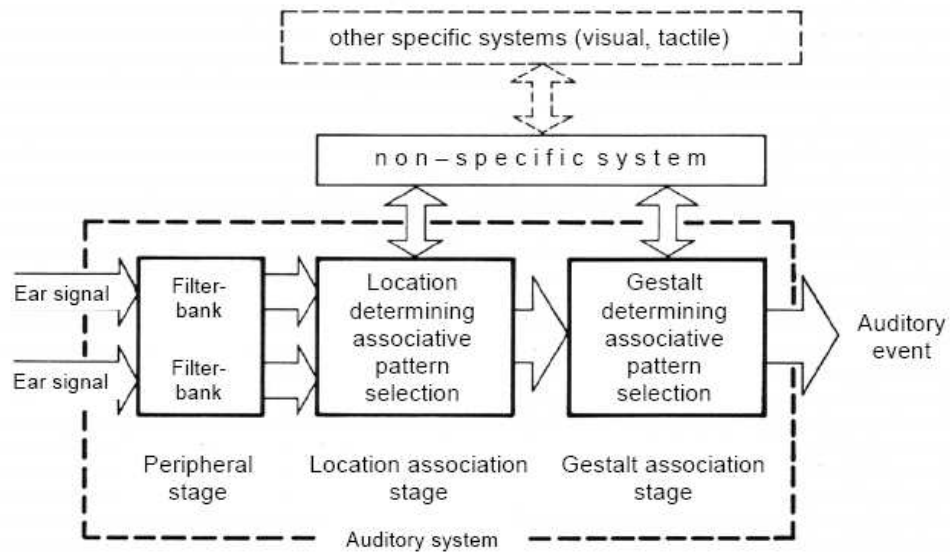 other specific systems (visual, tactile)
non–specific system
Ear signal
Ear signal
Filter-
bank
Filter-
bank
Location
determining
associative
pattern
selection
Gestalt
determining
associative
pattern
selection
Auditory
event
Peripheral
stage
Location association
stage
Gestalt association
stage
Auditory system